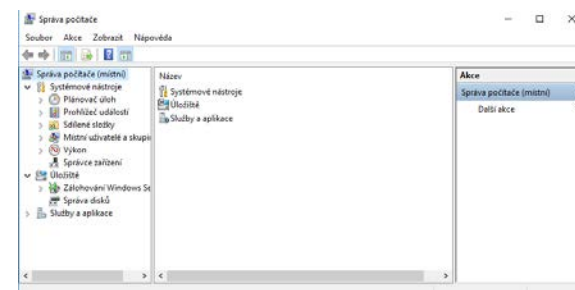 Správa počítače
Soubor Akce Zobrazit Nápověda
Správa počítače (místní)
Systémové nástroje
Plánovač úloh
Prohlížeč událostí
Sdílené složky
Místní uživatelé a skupi
Výkon
Správce zařízení
Úložiště
Zálohování Windows Se
Správa disků
Služby a aplikace
Název
Systémové nástroje
Úložiště
Služby a aplikace
Akce
Správa počítače (místní)
Další akce